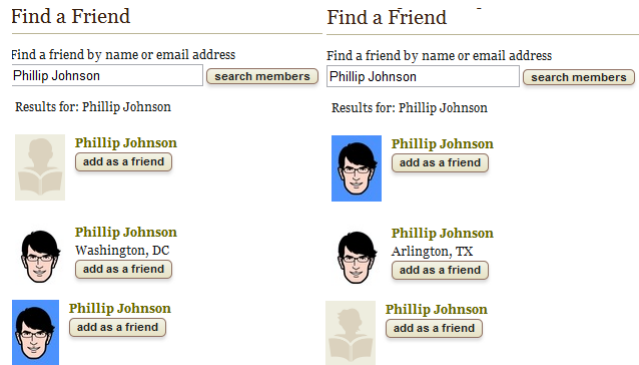 Find a Friend
Find a friend by name or email address
Phillip Johnson
search members
Results for: Phillip Johnson
Phillip Johnson
add as a friend
Phillip Johnson
Washington, DC
add as a friend
Phillip Johnson
add as a friend
Find a Friend
Find a friend by name or email address
Phillip Johnson
search members
Results for: Phillip Johnson
Phillip Johnson
add as a friend
Phillip Johnson
Arlington, TX
add as a friend
Phillip Johnson
add as a friend